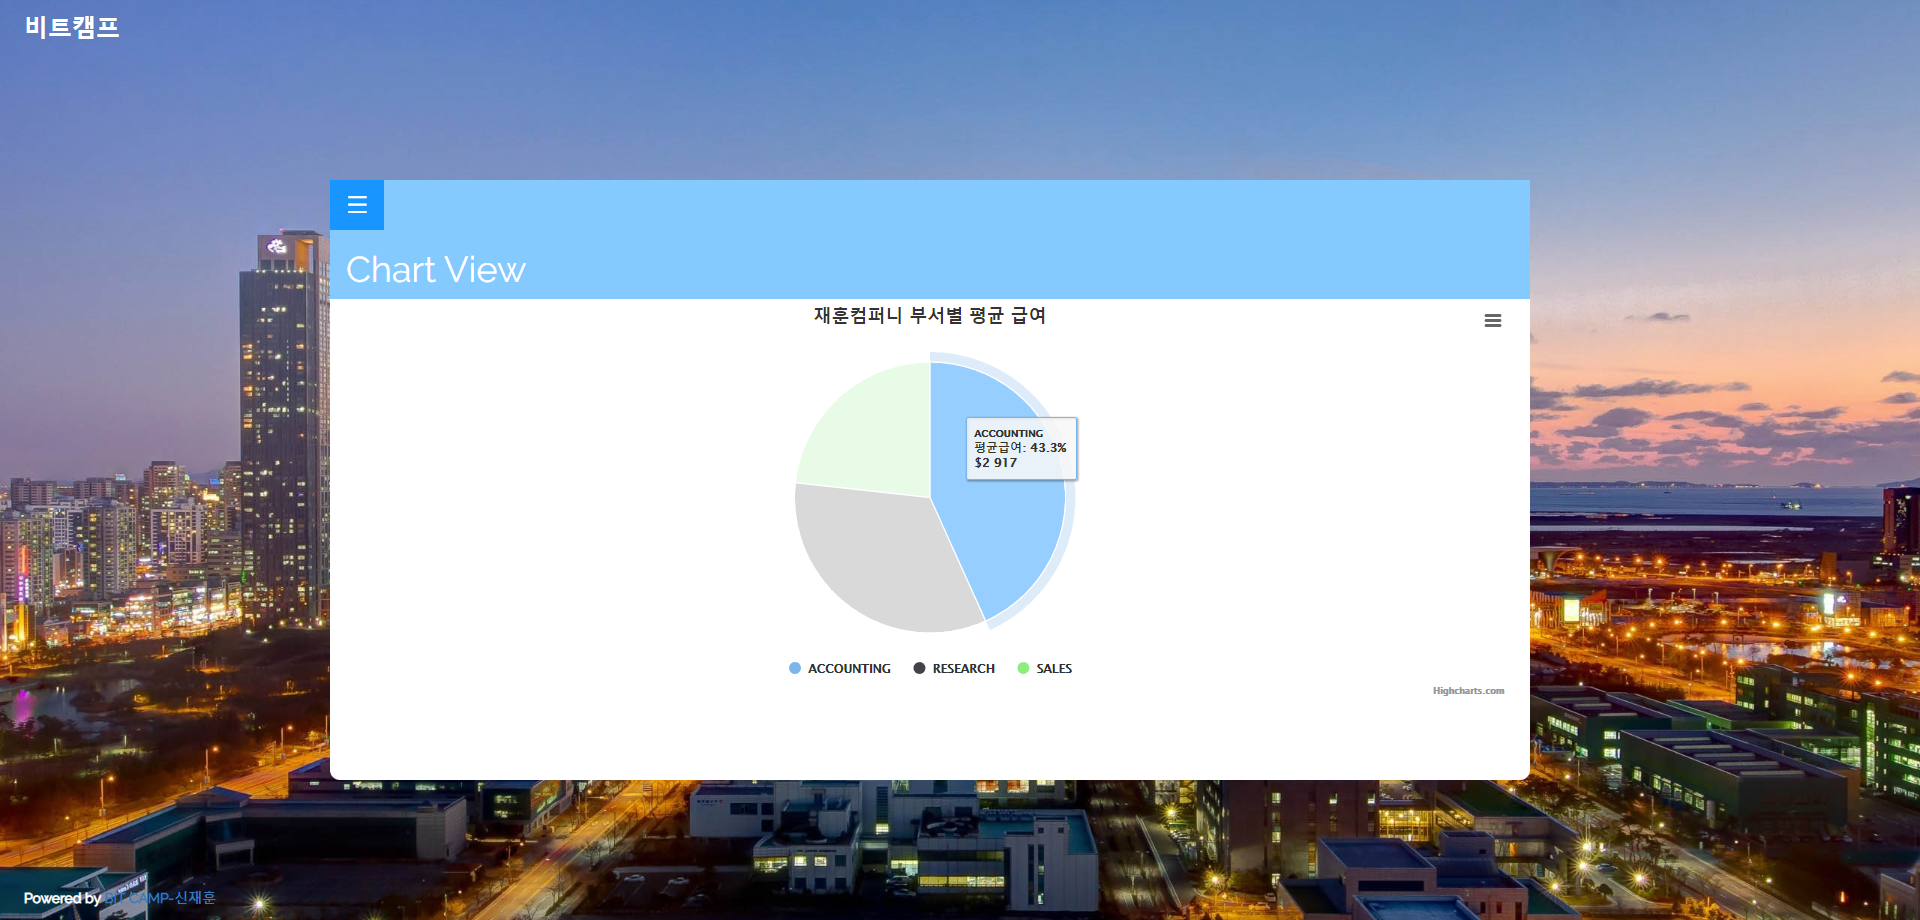 비트캠프
Chart View
재훈컴퍼니 부서별 평균 급여
ACCOUNTING
평균급여: 43.3%
$2 917
ACCOUNTING RESEARCH SALES
Highcharts.com
Powered by BIT CAMP-신재훈